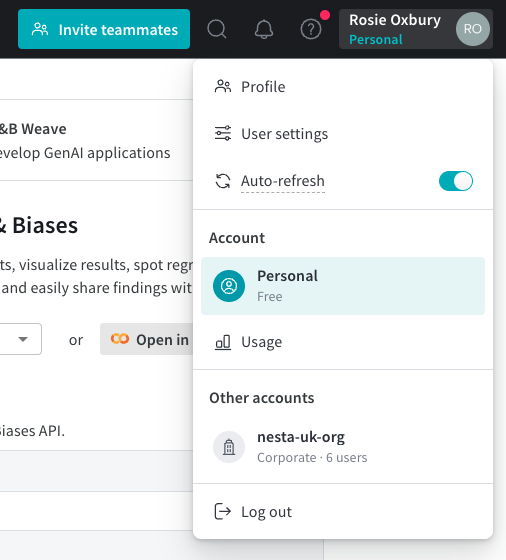 Invite teammates
Rosie Oxbury
Personal
RO
Profile
User settings
Auto-refresh
Account
Personal
Free
Usage
Other accounts
nesta-uk-org
Corporate · 6 users
Log out
&B Weave
evelop GenAI applications
& Biases
ts, visualize results, spot regr
and easily share findings wit
or
Open in
Biases API.